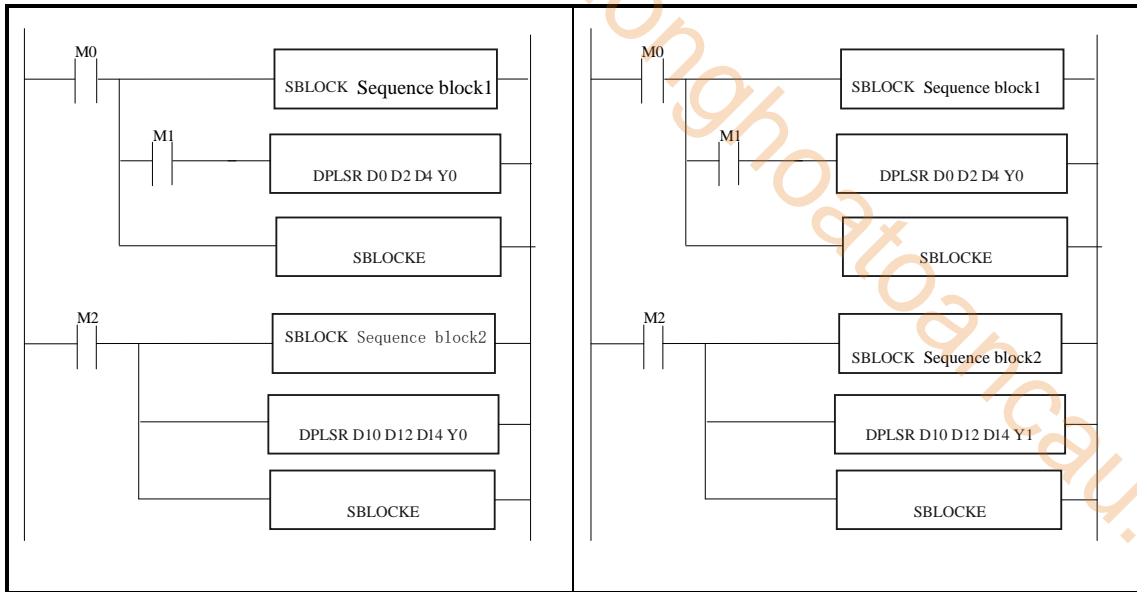 M0
SBLOCK Sequence block1
M1
DPLSR D0 D2 D4 Y0
SBLOCKE
M2
SBLOCK Sequence block2
DPLSR D10 D12 D14 Y0
SBLOCKE
M0
SBLOCK Sequence block1
M1
DPLSR D0 D2 D4 Y0
SBLOCKE
M2
SBLOCK Sequence block2
DPLSR D10 D12 D14 Y1
SBLOCKE
onghoatoancau.